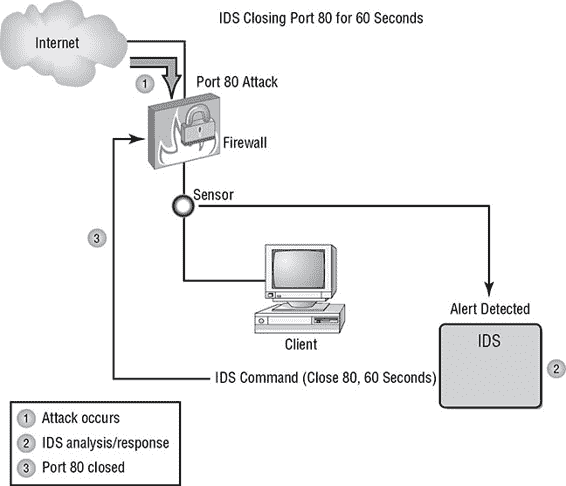 IDS Closing Port 80 for 60 Seconds
Internet
1
Port 80 Attack
Firewall
Sensor
3
Client
Alert Detected
IDS
2
IDS Command (Close 80, 60 Seconds)
1 Attack occurs
2 IDS analysis/response
3 Port 80 closed